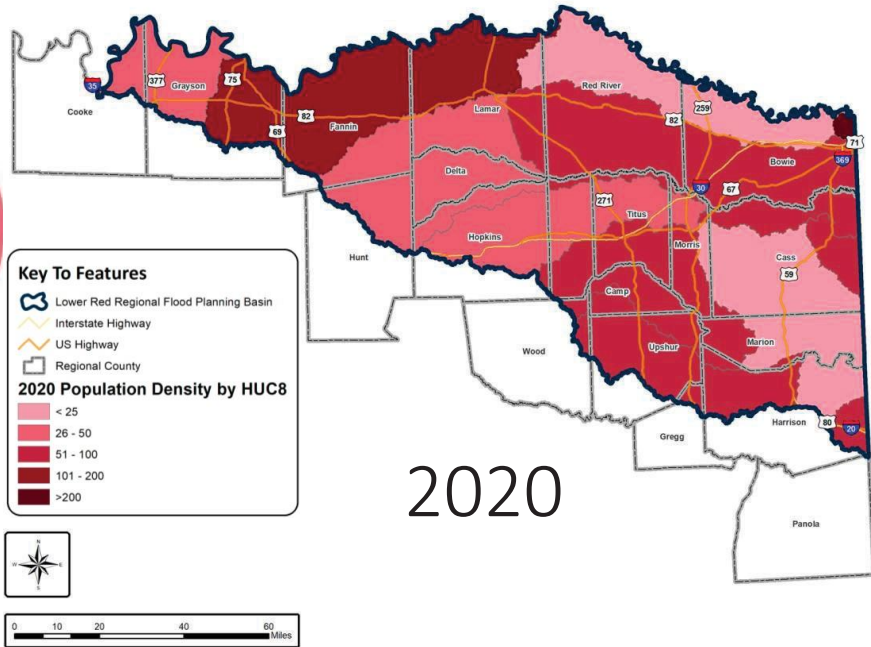 Cooke
35
377
Grayson
75
69
82
Fannin
Lamar
Red River
82
259
71
369
Bowie
Delta
30
67
271
Titus
Hopkins
Morris
Hunt
Cass
59
Camp
Wood
Upshur
Marion
Harrison
80
20
Gregg
Panola
Key To Features
Lower Red Regional Flood Planning Basin
Interstate Highway
US Highway
Regional County
2020 Population Density by HUC8
< 25
26 - 50
51 - 100
101 - 200
>200
2020
N
W E
S
0 10 20 40 60
Miles